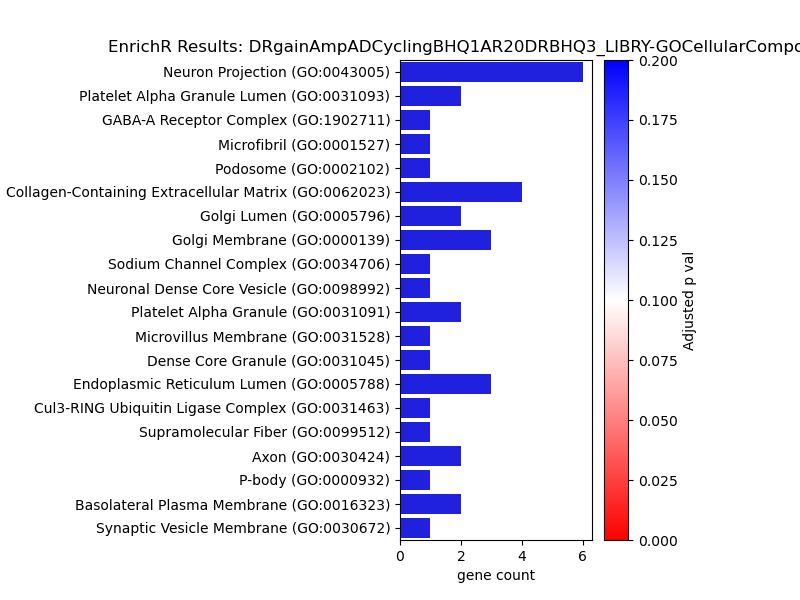 EnrichR Results: DRgainAmpADCyclingBHQ1AR20DRBHQ3_LIBRY-GOCellularCompo
Neuron Projection (GO:0043005)
Platelet Alpha Granule Lumen (GO:0031093)
GABA-A Receptor Complex (GO:1902711)
Microfibril (GO:0001527)
Podosome (GO:0002102)
Collagen-Containing Extracellular Matrix (GO:0062023)
Golgi Lumen (GO:0005796)
Golgi Membrane (GO:0000139)
Sodium Channel Complex (GO:0034706)
Neuronal Dense Core Vesicle (GO:0098992)
Platelet Alpha Granule (GO:0031091)
Microvillus Membrane (GO:0031528)
Dense Core Granule (GO:0031045)
Endoplasmic Reticulum Lumen (GO:0005788)
Cul3-RING Ubiquitin Ligase Complex (GO:0031463)
Supramolecular Fiber (GO:0099512)
Axon (GO:0030424)
P-body (GO:0000932)
Basolateral Plasma Membrane (GO:0016323)
Synaptic Vesicle Membrane (GO:0030672)
0 2 4 6
gene count
0.200
0.175
0.150
0.125
0.100
0.075
0.050
0.025
0.000
Adjusted p val